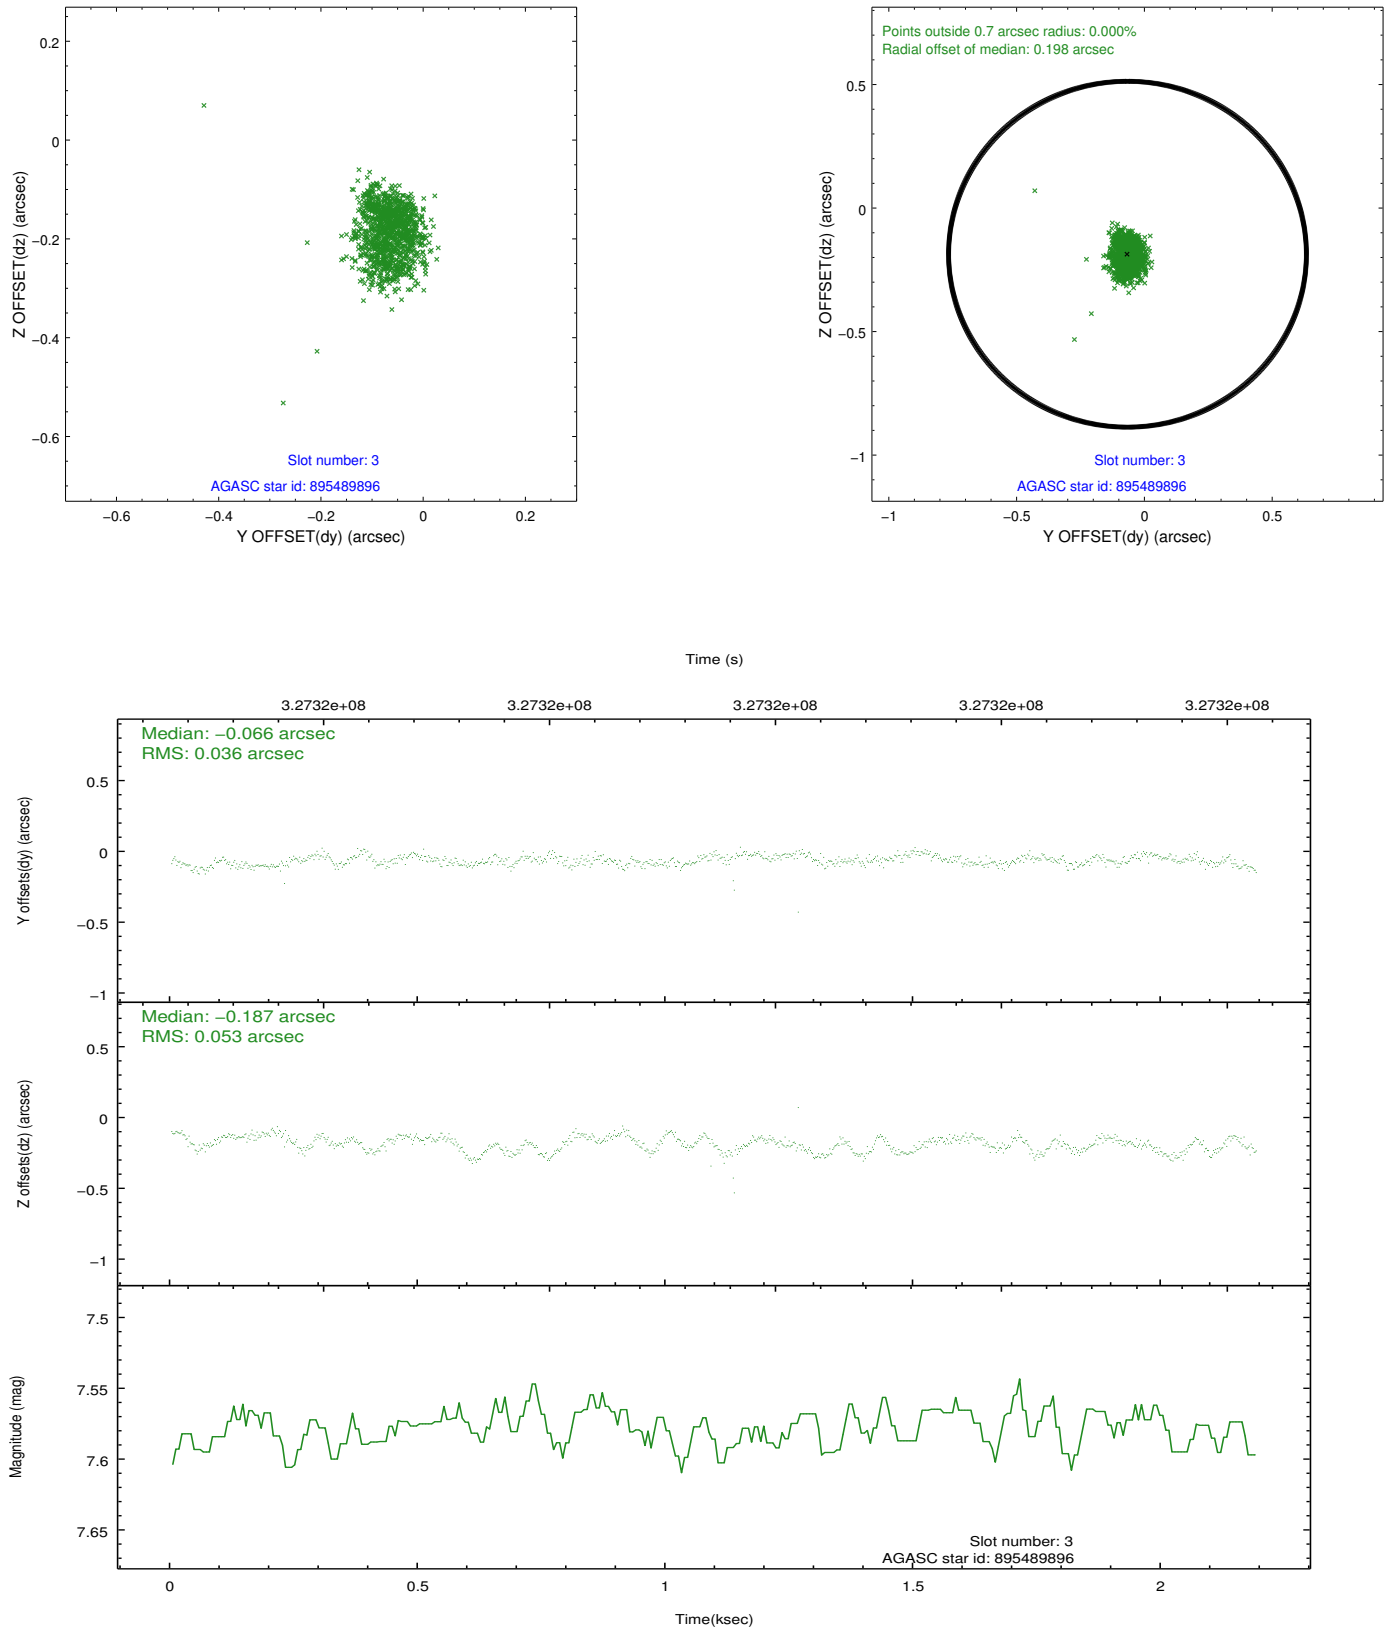 0.2
0
−0.2
−0.4
−0.6
Z OFFSET(dz) (arcsec)
Slot number: 3
AGASC star id: 895489896
−0.6
−0.4
−0.2
0
0.2
Y OFFSET(dy) (arcsec)
Points outside 0.7 arcsec radius: 0.000%
Radial offset of median: 0.198 arcsec
0.5
0
−0.5
−1
Z OFFSET(dz) (arcsec)
Slot number: 3
AGASC star id: 895489896
−1
−0.5
0
0.5
Y OFFSET(dy) (arcsec)
Time (s)
3.2732e+08
3.2732e+08
3.2732e+08
3.2732e+08
3.2732e+08
Median: −0.066 arcsec
RMS: 0.036 arcsec
0.5
0
−0.5
−1
Y offsets(dy) (arcsec)
Median: −0.187 arcsec
RMS: 0.053 arcsec
0.5
0
−0.5
−1
Z offsets(dz) (arcsec)
7.5
7.55
7.6
7.65
Magnitude (mag)
Slot number: 3
AGASC star id: 895489896
0
0.5
1
1.5
2
Time(ksec)